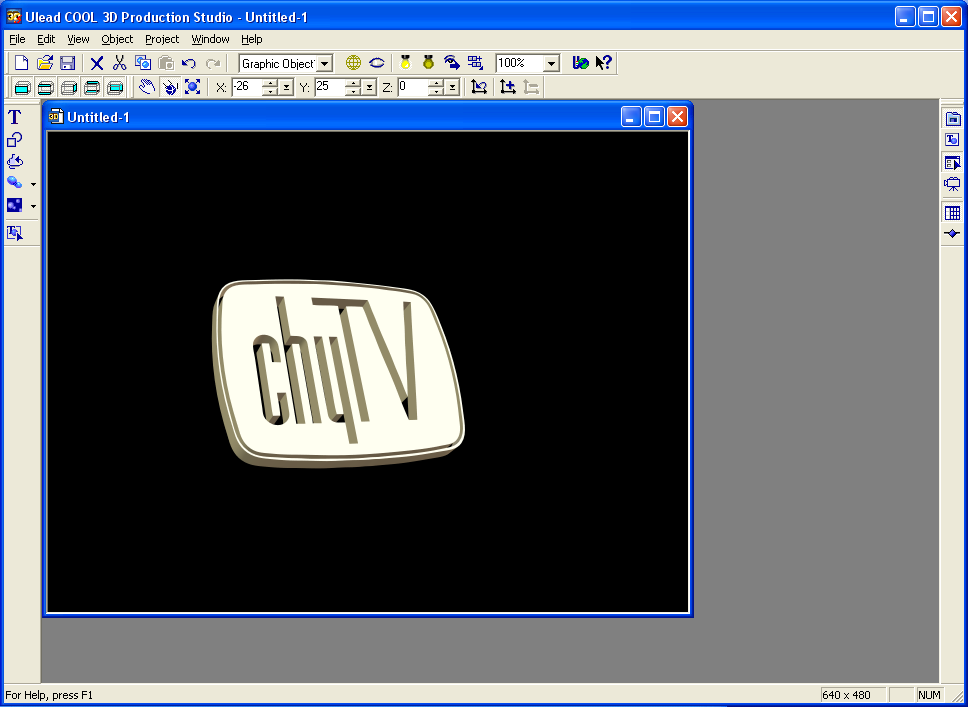 Ulead COOL 3D Production Studio - Untitled-1
File Edit View Object Project Window Help
Graphic Object 100%
X: -26 Y: 25 Z: 0
Untitled-1
chyTV
For Help, press F1 640 x 480 NUM